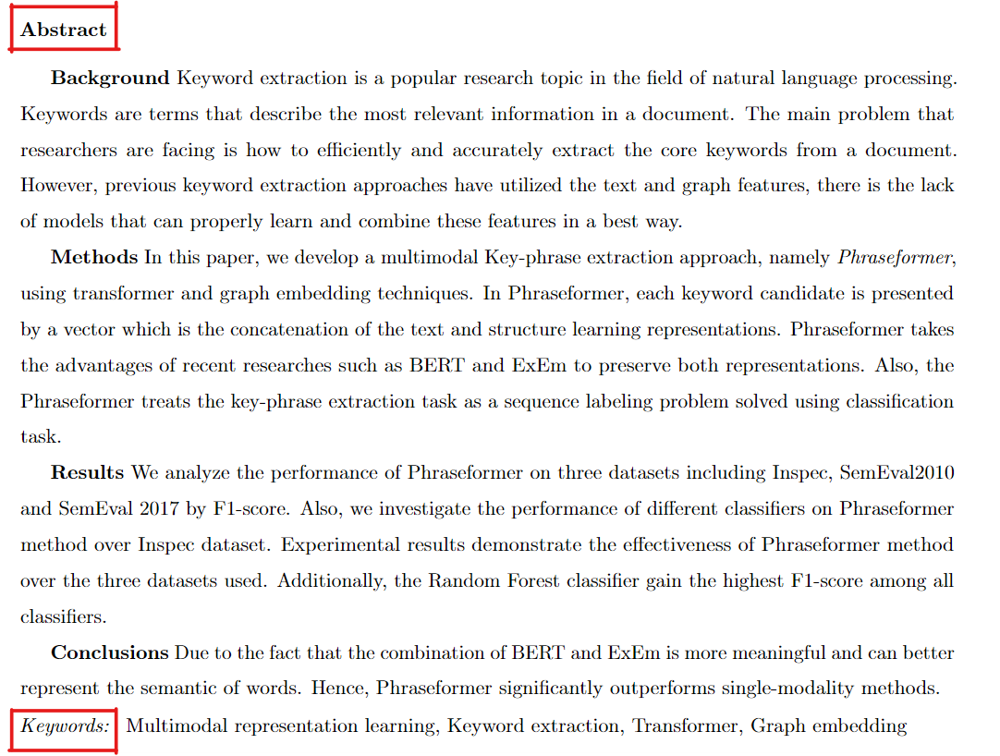 Abstract
Background Keyword extraction is a popular research topic in the field of natural language processing.
Keywords are terms that describe the most relevant information in a document. The main problem that
researchers are facing is how to efficiently and accurately extract the core keywords from a document.
However, previous keyword extraction approaches have utilized the text and graph features, there is the lack
of models that can properly learn and combine these features in a best way.
Methods In this paper, we develop a multimodal Key-phrase extraction approach, namely Phraseformer,
using transformer and graph embedding techniques. In Phraseformer, each keyword candidate is presented
by a vector which is the concatenation of the text and structure learning representations. Phraseformer takes
the advantages of recent researches such as BERT and ExEm to preserve both representations. Also, the
Phraseformer treats the key-phrase extraction task as a sequence labeling problem solved using classification
task.
Results We analyze the performance of Phraseformer on three datasets including Inspec, SemEval2010
and SemEval 2017 by F1-score. Also, we investigate the performance of different classifiers on Phraseformer
method over Inspec dataset. Experimental results demonstrate the effectiveness of Phraseformer method
over the three datasets used. Additionally, the Random Forest classifier gain the highest F1-score among all
classifiers.
Conclusions Due to the fact that the combination of BERT and ExEm is more meaningful and can better
represent the semantic of words. Hence, Phraseformer significantly outperforms single-modality methods.
Keywords: Multimodal representation learning, Keyword extraction, Transformer, Graph embedding